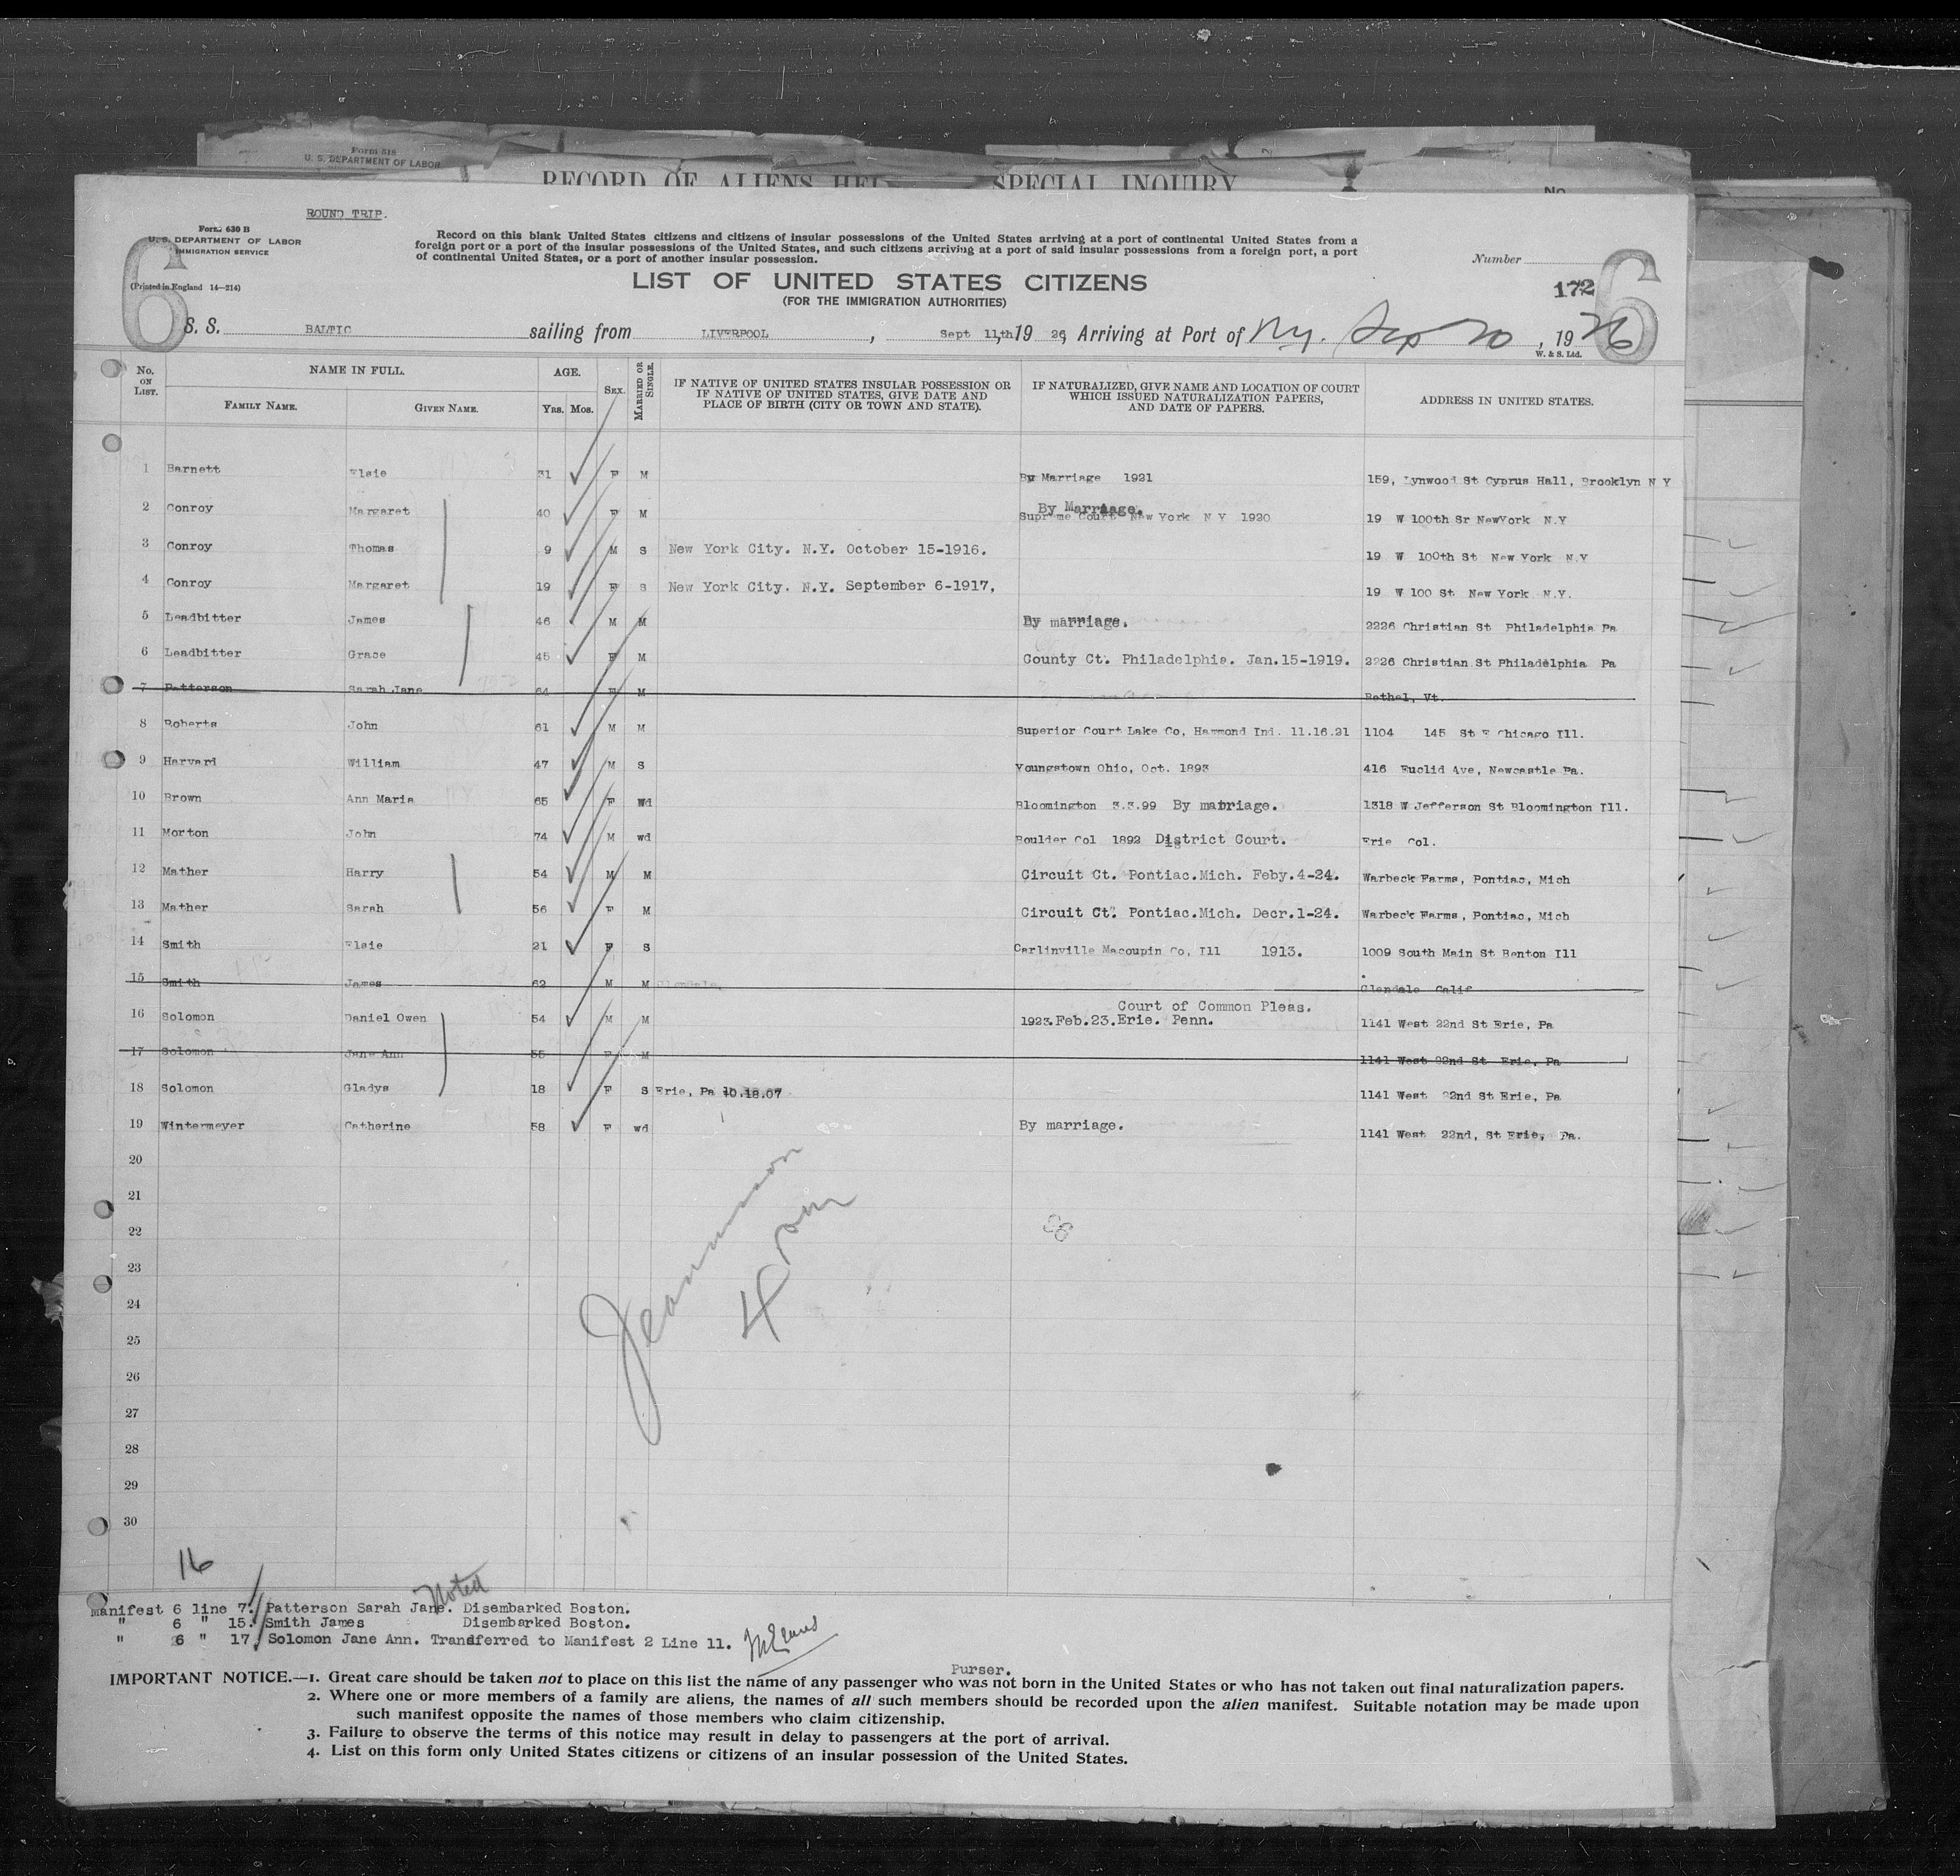 Form 618
U. S. DEPARTMENT OF LABOR
RECORD OF ALIENS HEL SPECIAL INQUIRY
No.
ROUND TRIP.
Form 630 B
U. S. DEPARTMENT OF LABOR
IMMIGRATION SERVICE
(Printed in England 14—214)
6
Record on this blank United States citizens and citizens of insular possessions of the United States arriving at a port of continental United States from a
foreign port or a port of the insular possessions of the United States, and such citizens arriving at a port of said insular possessions from a foreign port, a port
of continental United States, or a port of another insular possession.
LIST OF UNITED STATES CITIZENS
(FOR THE IMMIGRATION AUTHORITIES)
Number
172
6
S. S. BALTIC sailing from LIVERPOOL, Sept 11th 19 26, Arriving at Port of N.Y. Sep 20, 1926
W. & S. Ltd.
No. ON LIST. NAME IN FULL. AGE. SEX. MARRIED OR SINGLE. IF NATIVE OF UNITED STATES INSULAR POSSESSION OR IF NATIVE OF UNITED STATES, GIVE DATE AND PLACE OF BIRTH (CITY OR TOWN AND STATE). IF NATURALIZED, GIVE NAME AND LOCATION OF COURT WHICH ISSUED NATURALIZATION PAPERS, AND DATE OF PAPERS. ADDRESS IN UNITED STATES.
FAMILY NAME. GIVEN NAME. Yrs. Mos.
1 Barnett Elsie 31 F M By Marriage 1921 159, Lynwood St Cyprus Hall, Brooklyn N Y
2 Conroy Margaret 40 F M By Marriage. Supreme Court New York N Y 1920 19 W 100th Sr NewYork N.Y
3 Conroy Thomas 9 M S New York City. N.Y. October 15-1916. 19 W 100th St New York N.Y
4 Conroy Margaret 19 F S New York City. N.Y. September 6-1917, 19 W 100 St New York N.Y.
5 Leadbitter James 46 M M By marriage. 2226 Christian St Philadelphia Pa
6 Leadbitter Grace 45 F M County Ct. Philadelphia. Jan.15-1919. 2226 Christian St Philadelphia Pa
7 Patterson Sarah Jane 64 F M Bethel, Vt.
8 Roberts John 61 M M Superior Court Lake Co, Hammond Ind. 11.16.21 1104 145 St E Chicago Ill.
9 Harvard William 47 M S Youngstown Ohio, Oct. 1893 416 Euclid Ave, Newcastle Pa.
10 Brown Ann Maria 65 F Wd Bloomington 3.3.99 By marriage. 1318 W Jefferson St Bloomington Ill.
11 Morton John 74 M wd Boulder Col 1892 District Court. Erie Col.
12 Mather Harry 54 M M Circuit Ct. Pontiac.Mich. Feby.4-24. Warbeck Farms, Pontiac, Mich
13 Mather Sarah 56 F M Circuit Ct. Pontiac.Mich. Decr.1-24. Warbeck Farms, Pontiac, Mich
14 Smith Elsie 21 F S Carlinville Macoupin Co, Ill 1913. 1009 South Main St Benton Ill
15 Smith James 62 M M Glendale, Glendale Calif
16 Solomon Daniel Owen 54 M M Court of Common Pleas. 1923.Feb.23.Erie. Penn. 1141 West 22nd St Erie, Pa
17 Solomon Jane Ann 55 F M 1141 West 22nd St Erie, Pa
18 Solomon Gladys 18 F S Erie, Pa 10.18.07 1141 West 22nd St Erie, Pa
19 Wintermeyer Catherine 58 F wd By marriage. 1141 West 22nd, St Erie, Pa.
20
21
22
23
24
25
26
27
28
29
30
4 pm
16
Noted
Manifest 6 line 7. Patterson Sarah Jane. Disembarked Boston.
" 6 " 15. Smith James Disembarked Boston.
" 6 " 17. Solomon Jane Ann. Transferred to Manifest 2 Line 11.
Purser.
IMPORTANT NOTICE.—1. Great care should be taken not to place on this list the name of any passenger who was not born in the United States or who has not taken out final naturalization papers.
2. Where one or more members of a family are aliens, the names of all such members should be recorded upon the alien manifest. Suitable notation may be made upon
such manifest opposite the names of those members who claim citizenship.
3. Failure to observe the terms of this notice may result in delay to passengers at the port of arrival.
4. List on this form only United States citizens or citizens of an insular possession of the United States.